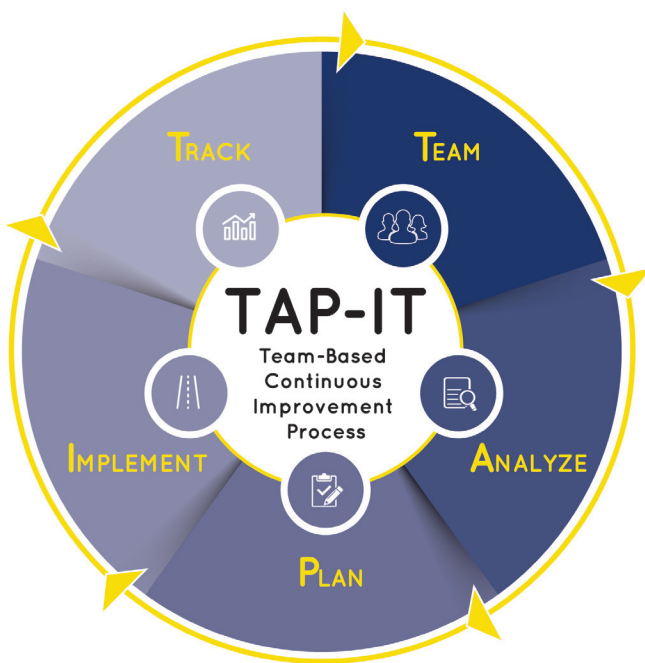 TRACK
TEAM
TAP-IT
Team-Based
Continuous
Improvement
Process
IMPLEMENT
ANALYZE
PLAN